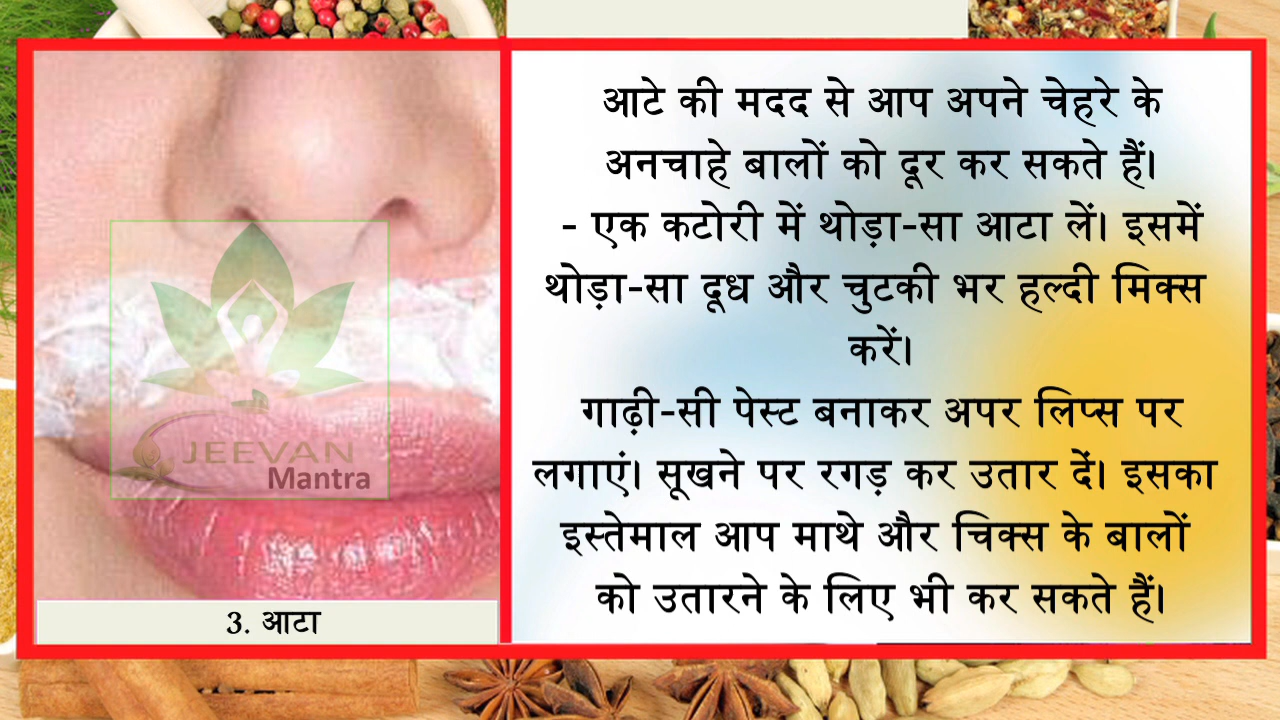 आटे की मदद से आप अपने चेहरे के
अनचाहे बालों को दूर कर सकते हैं।
- एक कटोरी में थोड़ा-सा आटा लें। इसमें
थोड़ा-सा दूध और चुटकी भर हल्दी मिक्स
करें।
गाढ़ी-सी पेस्ट बनाकर अपर लिप्स पर
लगाएं। सूखने पर रगड़ कर उतार दें। इसका
इस्तेमाल आप माथे और चिक्स के बालों
को उतारने के लिए भी कर सकते हैं।
JEEVAN
Mantra
3. आटा